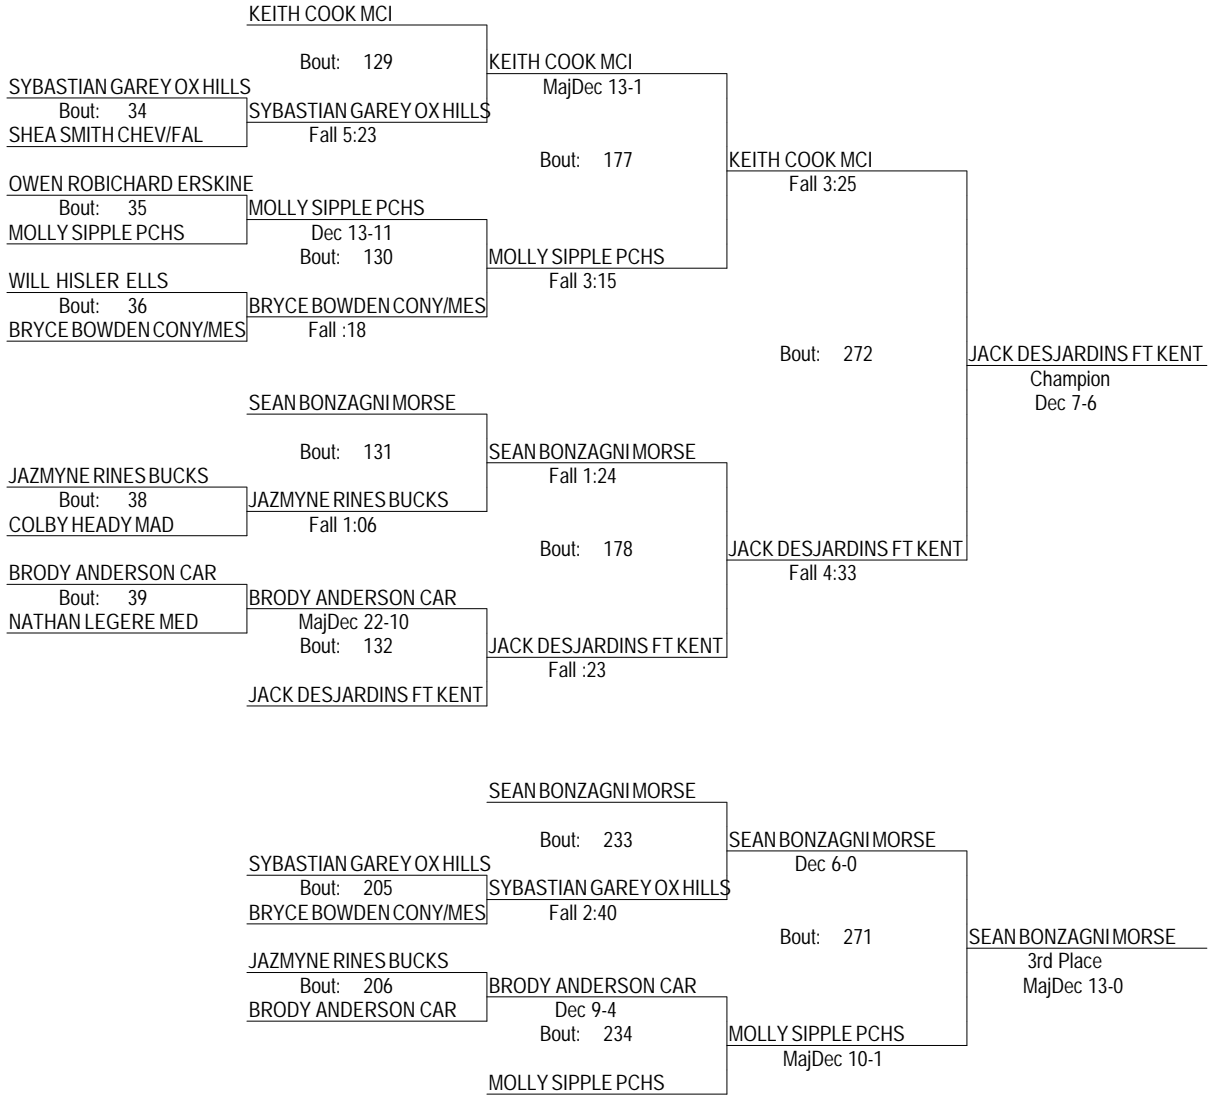 KEITH COOK MCI
Bout: 129
KEITH COOK MCI
MajDec 13-1
SYBASTIAN GAREY OX HILLS
Bout: 34
SHEA SMITH CHEV/FAL
SYBASTIAN GAREY OX HILLS
Fall 5:23
Bout: 177
KEITH COOK MCI
Fall 3:25
OWEN ROBICHARD ERSKINE
Bout: 35
MOLLY SIPPLE PCHS
MOLLY SIPPLE PCHS
Dec 13-11
Bout: 130
MOLLY SIPPLE PCHS
Fall 3:15
WILL HISLER ELLS
Bout: 36
BRYCE BOWDEN CONY/MES
BRYCE BOWDEN CONY/MES
Fall :18
Bout: 272
JACK DESJARDINS FT KENT
Champion
Dec 7-6
SEAN BONZAGNI MORSE
Bout: 131
SEAN BONZAGNI MORSE
Fall 1:24
JAZMYNE RINES BUCKS
Bout: 38
COLBY HEADY MAD
JAZMYNE RINES BUCKS
Fall 1:06
Bout: 178
JACK DESJARDINS FT KENT
Fall 4:33
BRODY ANDERSON CAR
Bout: 39
NATHAN LEGERE MED
BRODY ANDERSON CAR
MajDec 22-10
Bout: 132
JACK DESJARDINS FT KENT
Fall :23
JACK DESJARDINS FT KENT
SEAN BONZAGNI MORSE
Bout: 233
SEAN BONZAGNI MORSE
Dec 6-0
SYBASTIAN GAREY OX HILLS
Bout: 205
BRYCE BOWDEN CONY/MES
SYBASTIAN GAREY OX HILLS
Fall 2:40
Bout: 271
SEAN BONZAGNI MORSE
3rd Place
MajDec 13-0
JAZMYNE RINES BUCKS
Bout: 206
BRODY ANDERSON CAR
BRODY ANDERSON CAR
Dec 9-4
Bout: 234
MOLLY SIPPLE PCHS
MajDec 10-1
MOLLY SIPPLE PCHS